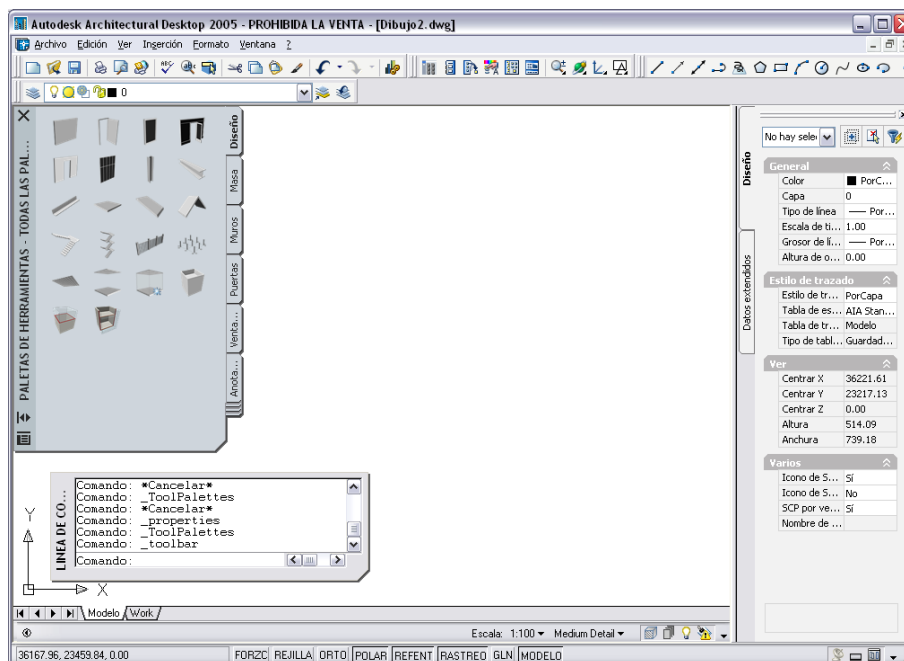 Autodesk Architectural Desktop 2005 - PROHIBIDA LA VENTA - [Dibujo2.dwg]
Archivo Edición Ver Inserción Formato Ventana ?
0
PALETAS DE HERRAMIENTAS - TODAS LAS PAL...
Diseño
Masa
Muros
Puertas
Venta...
Anota...
Diseño
Datos extendidos
No hay sele
General
Color PorC...
Capa 0
Tipo de línea Por...
Escala de ti... 1.00
Grosor de lí... Por...
Altura de o... 0.00
Estilo de trazado
Estilo de tr... PorCapa
Tabla de es... AIA Stan...
Tabla de tr... Modelo
Tipo de tabl... Guardad...
Ver
Centrar X 36221.61
Centrar Y 23217.13
Centrar Z 0.00
Altura 514.09
Anchura 739.18
Varios
Icono de S... Sí
Icono de S... No
SCP por ve... Sí
Nombre de ...
LINEA DE CO...
Comando: *Cancelar*
Comando: _ToolPalettes
Comando: *Cancelar*
Comando: _properties
Comando: _ToolPalettes
Comando: _toolbar
Comando:
Y
X
Modelo Work
Escala: 1:100 Medium Detail
36167.96, 23459.84, 0.00 FORZC REJILLA ORTO POLAR REFENT RASTREO GLN MODELO